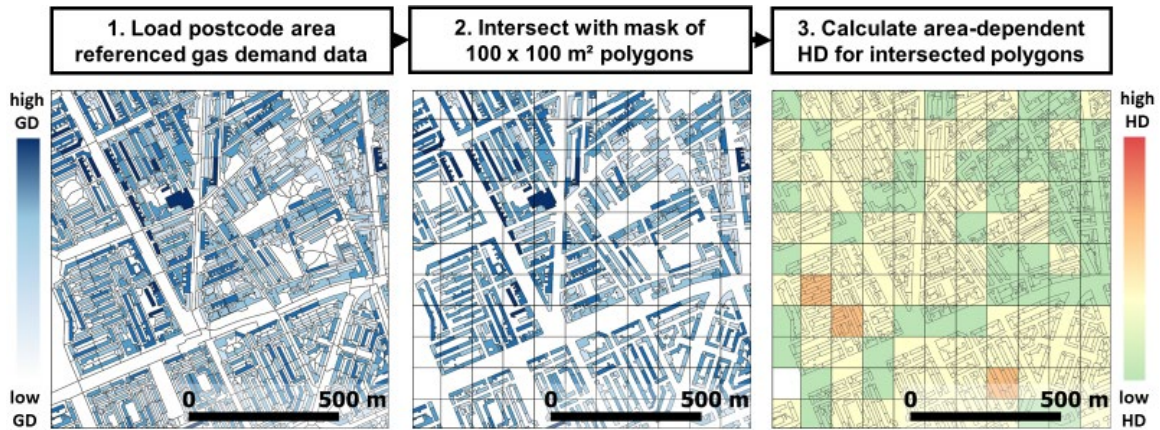 1. Load postcode area
referenced gas demand data
2. Intersect with mask of
100 x 100 m² polygons
3. Calculate area-dependent
HD for intersected polygons
high
GD
low
GD
0 500 m
0 500 m
0 500 m
high
HD
low
HD